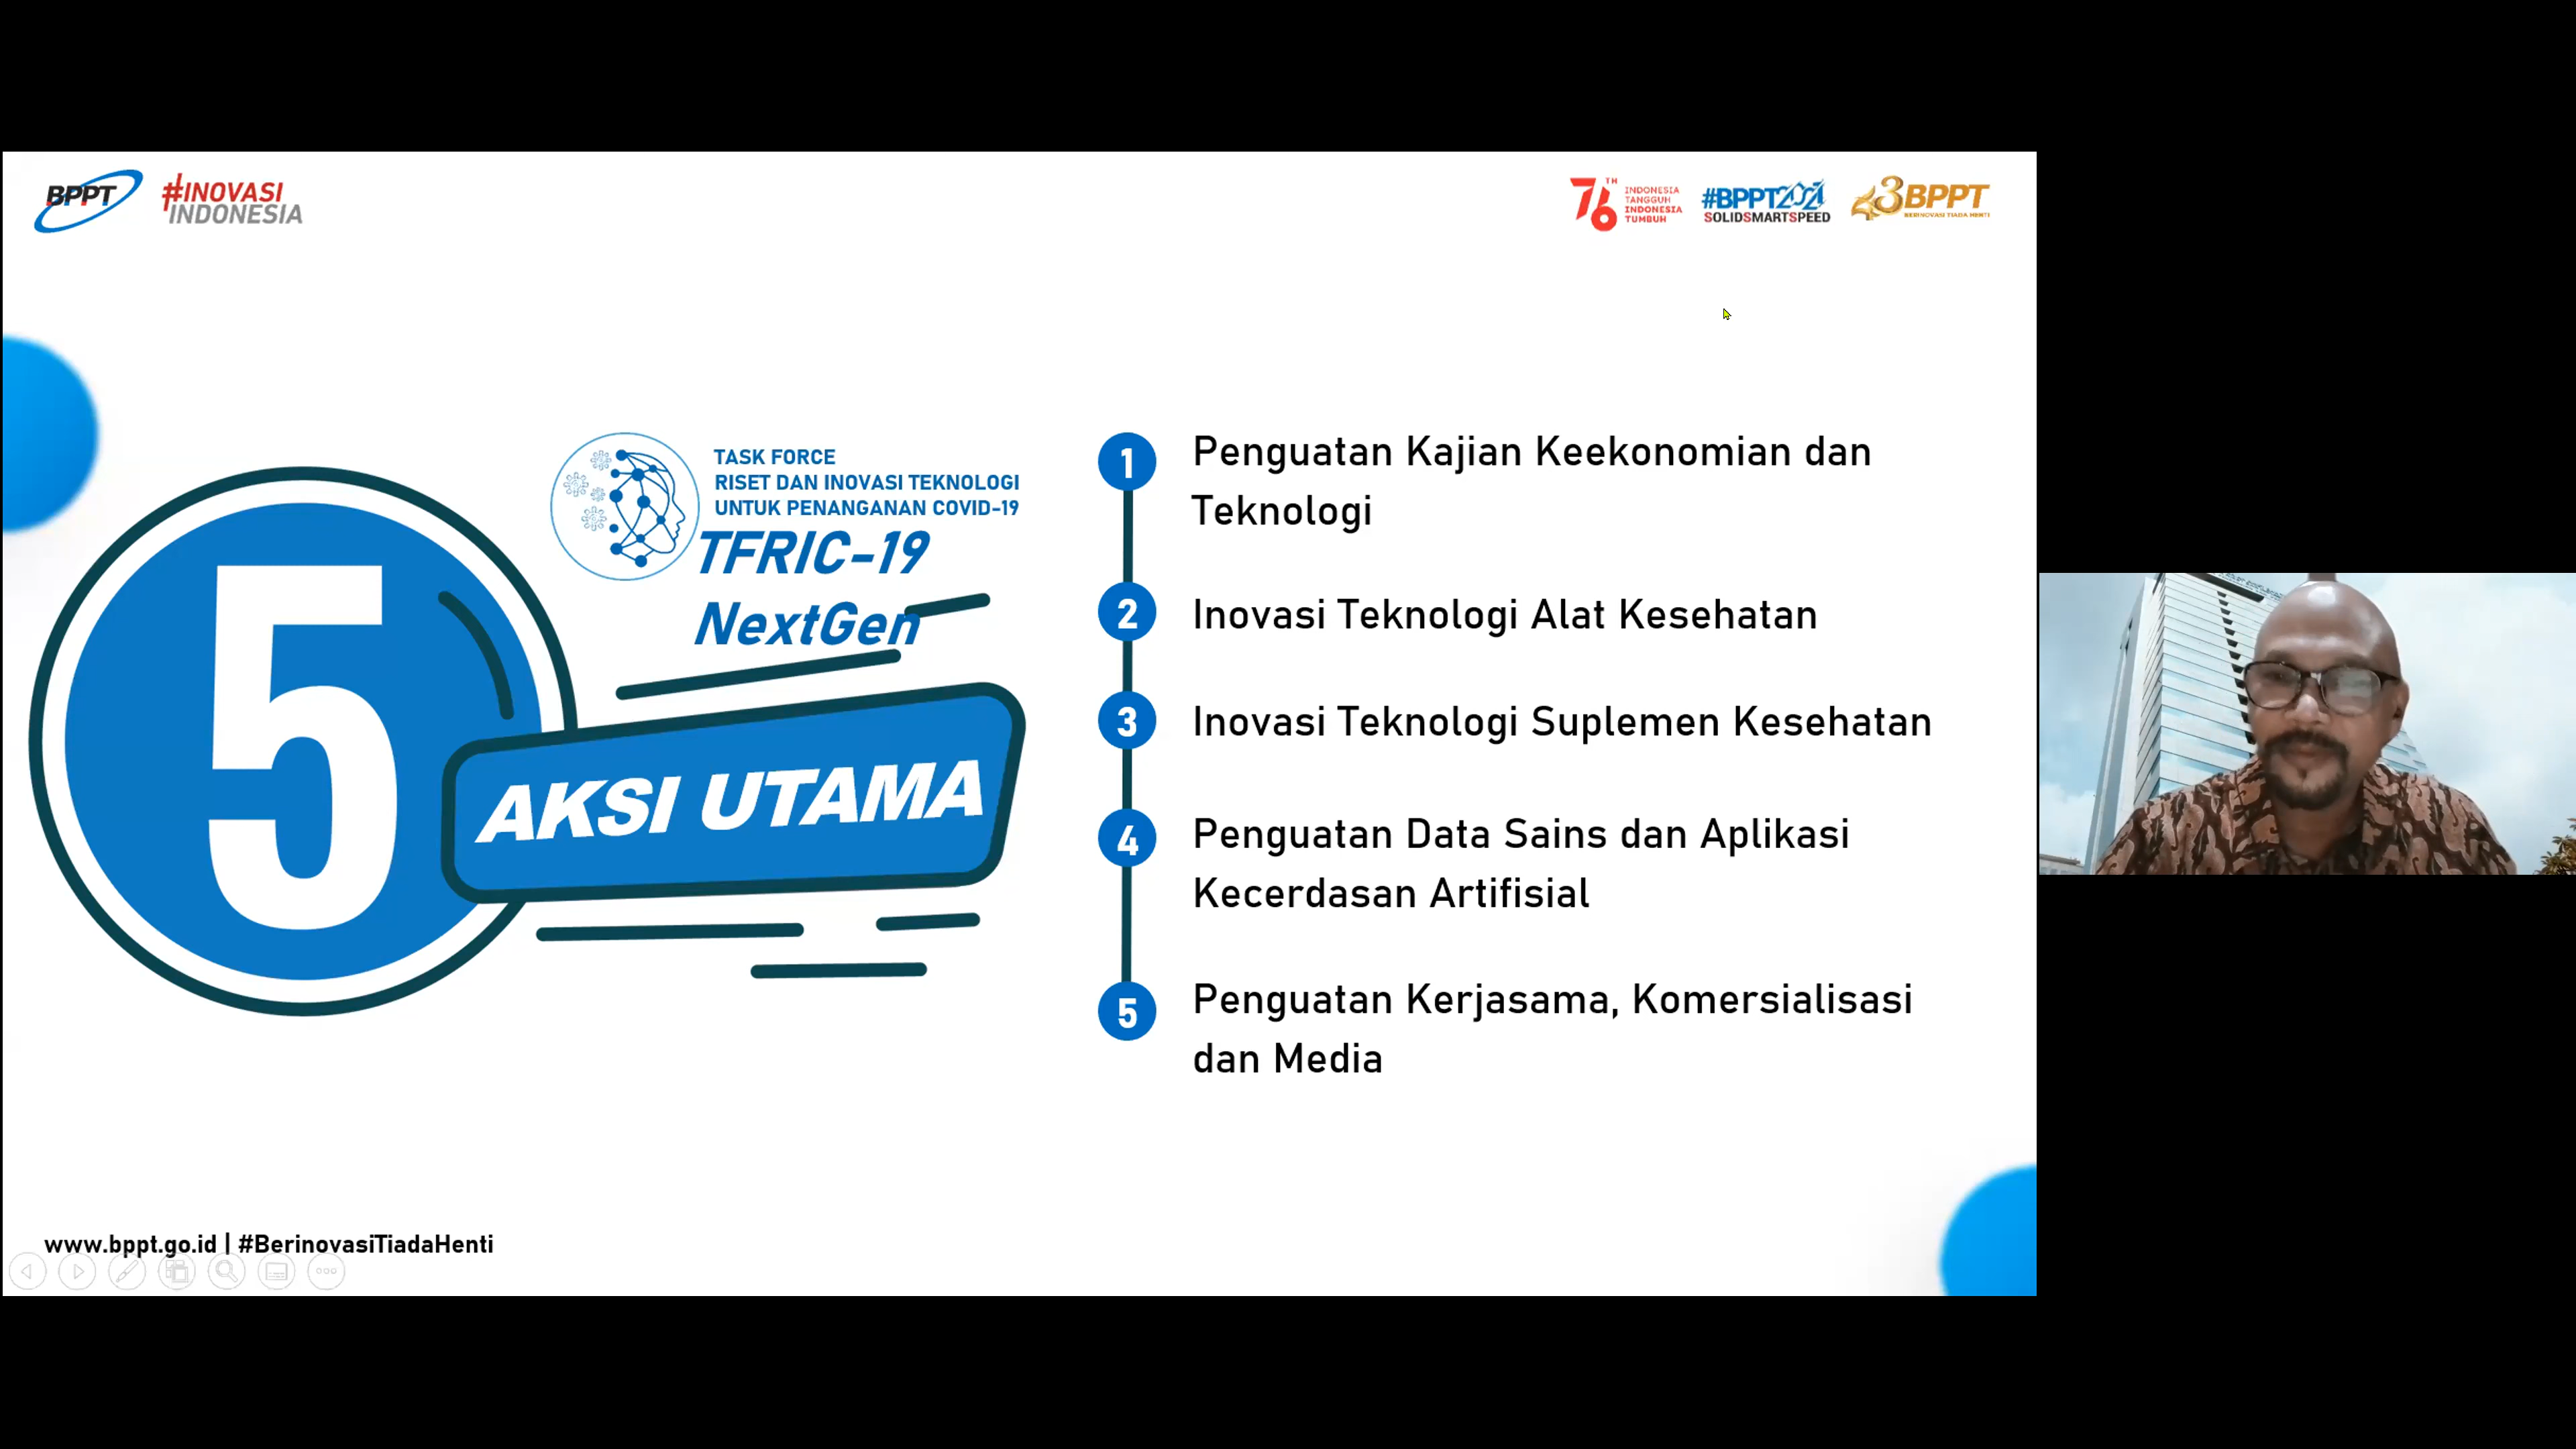 BPPT
#INOVASI
INDONESIA
76TH
INDONESIA
TANGGUH
INDONESIA
TUMBUH
#BPPT2021
SOLIDSMARTSPEED
43BPPT
BERINOVASI TIADA HENTI
TASK FORCE
RISET DAN INOVASI TEKNOLOGI
UNTUK PENANGANAN COVID-19
TFRIC-19
NextGen
5
AKSI UTAMA
1 Penguatan Kajian Keekonomian dan
Teknologi
2 Inovasi Teknologi Alat Kesehatan
3 Inovasi Teknologi Suplemen Kesehatan
4 Penguatan Data Sains dan Aplikasi
Kecerdasan Artifisial
5 Penguatan Kerjasama, Komersialisasi
dan Media
www.bppt.go.id | #BerinovasiTiadaHenti